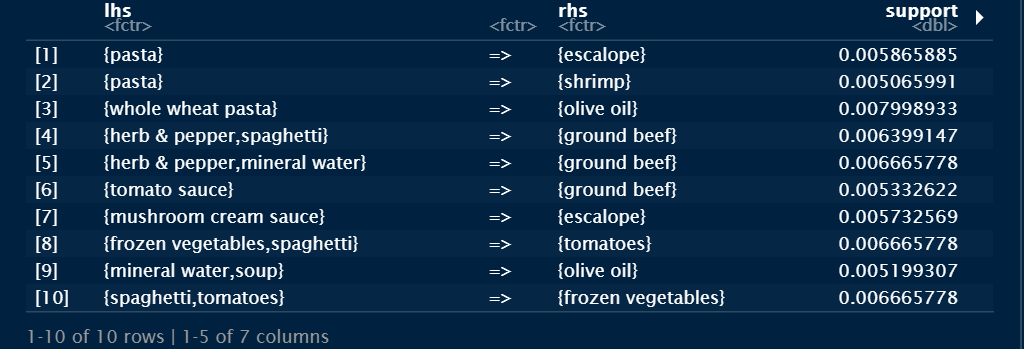 lhs rhs support
<fctr> <fctr> <fctr> <dbl>
[1] {pasta} => {escalope} 0.005865885
[2] {pasta} => {shrimp} 0.005065991
[3] {whole wheat pasta} => {olive oil} 0.007998933
[4] {herb & pepper,spaghetti} => {ground beef} 0.006399147
[5] {herb & pepper,mineral water} => {ground beef} 0.006665778
[6] {tomato sauce} => {ground beef} 0.005332622
[7] {mushroom cream sauce} => {escalope} 0.005732569
[8] {frozen vegetables,spaghetti} => {tomatoes} 0.006665778
[9] {mineral water,soup} => {olive oil} 0.005199307
[10] {spaghetti,tomatoes} => {frozen vegetables} 0.006665778
1-10 of 10 rows | 1-5 of 7 columns